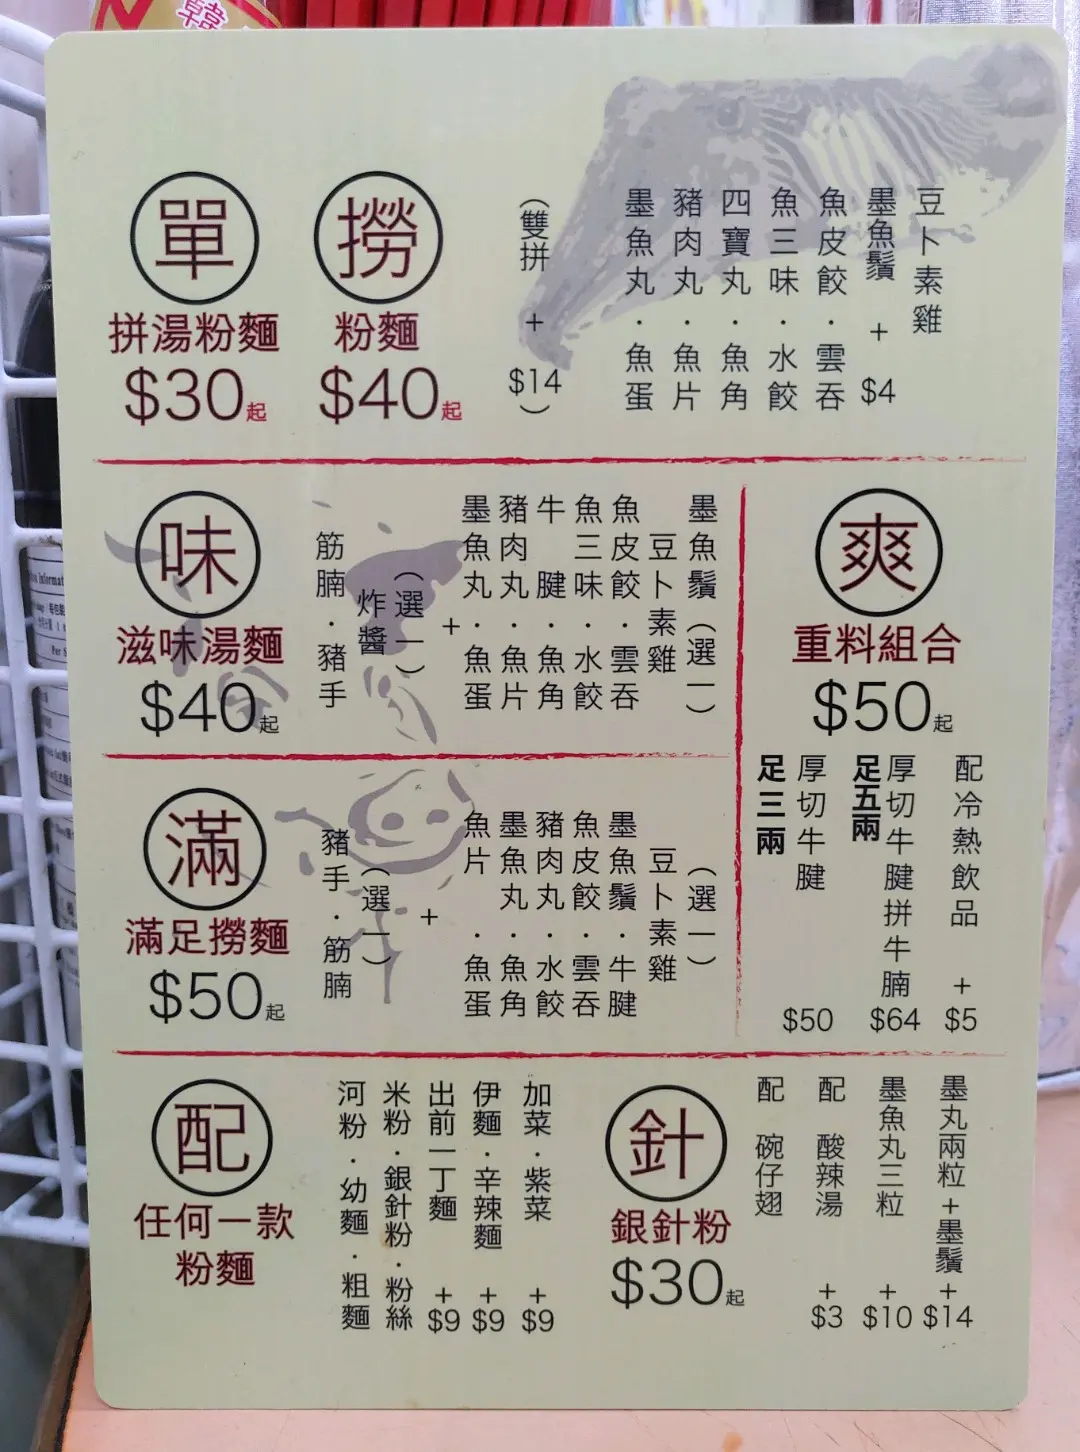 韓
單
拼湯粉麵
$30起
撈
粉麵
$40起
（雙拼 + $14）
墨魚丸．魚蛋
豬肉丸．魚片
四寶丸．魚角
魚三味．水餃
魚皮餃．雲吞
墨魚鬚 + $4
豆卜素雞
味
滋味湯麵
$40起
筋腩．豬手
炸醬
（選一）
+
墨魚丸．魚蛋
豬肉丸．魚片
牛腱．魚角
魚三味．水餃
魚皮餃．雲吞
豆卜素雞
墨魚鬚（選一）
爽
重料組合
$50起
足三兩
厚切牛腱 $50
足五兩
厚切牛腱拼牛腩 $64
配冷熱飲品 + $5
滿
滿足撈麵
$50起
豬手．筋腩
（選一）
+
魚片．魚蛋
墨魚丸．魚角
豬肉丸．水餃
魚皮餃．雲吞
墨魚鬚．牛腱
豆卜素雞
（選一）
配
任何一款
粉麵
河粉．幼麵．粗麵
米粉．銀針粉．粉絲
出前一丁麵 + $9
伊麵．辛辣麵 + $9
加菜．紫菜 + $9
針
銀針粉
$30起
配 碗仔翅
配 酸辣湯 + $3
墨魚丸三粒 + $10
墨丸兩粒+墨鬚 + $14